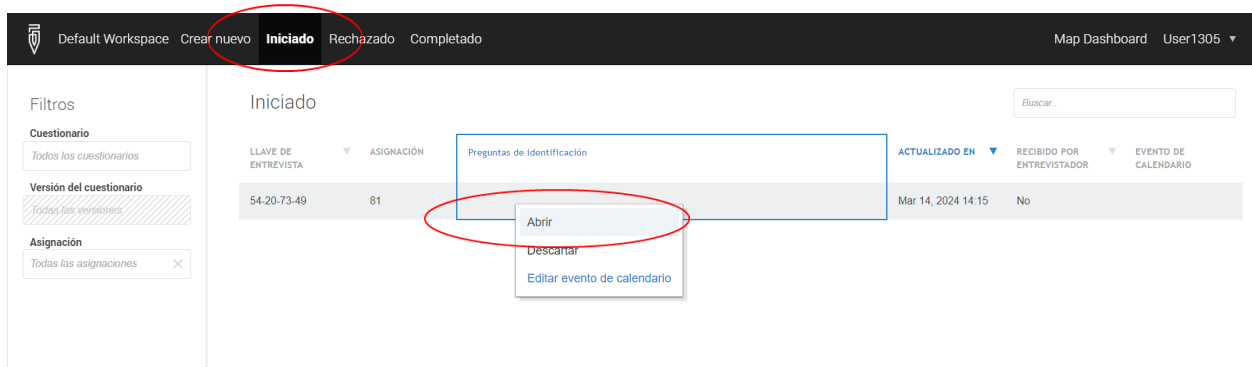 Default Workspace Crear nuevo Iniciado Rechazado Completado Map Dashboard User1305
Filtros
Cuestionario
Todos los cuestionarios
Versión del cuestionario
Todas las versiones
Asignación
Todas las asignaciones
Iniciado
Buscar..
LLAVE DE ENTREVISTA
ASIGNACIÓN
Preguntas de identificación
ACTUALIZADO EN
RECIBIDO POR ENTREVISTADOR
EVENTO DE CALENDARIO
54-20-73-49 81 Mar 14, 2024 14:15 No
Abrir
Descartar
Editar evento de calendario